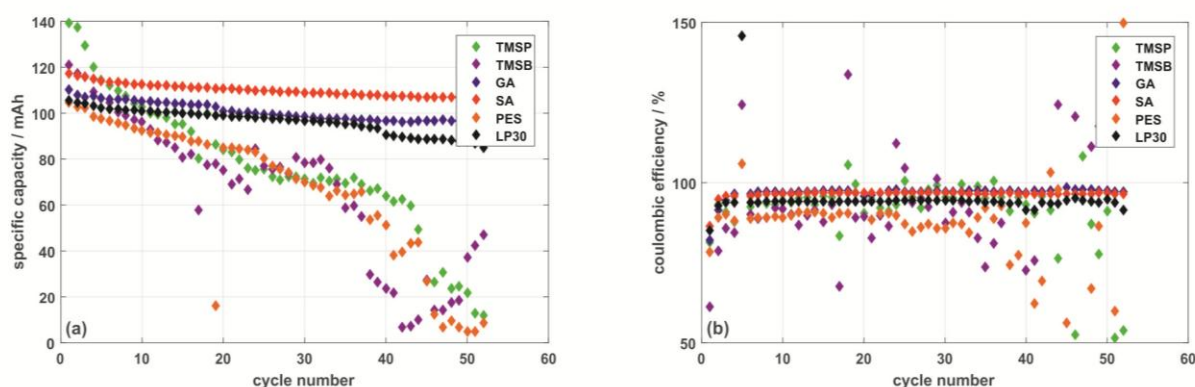 140
120
100
80
60
40
20
0
specific capacity / mAh
TMSP
TMSB
GA
SA
PES
LP30
(a)
0 10 20 30 40 50 60
cycle number
150%
100%
50%
coulombic efficiency / %
TMSP
TMSB
GA
SA
PES
LP30
(b)
0 10 20 30 40 50 60
cycle number